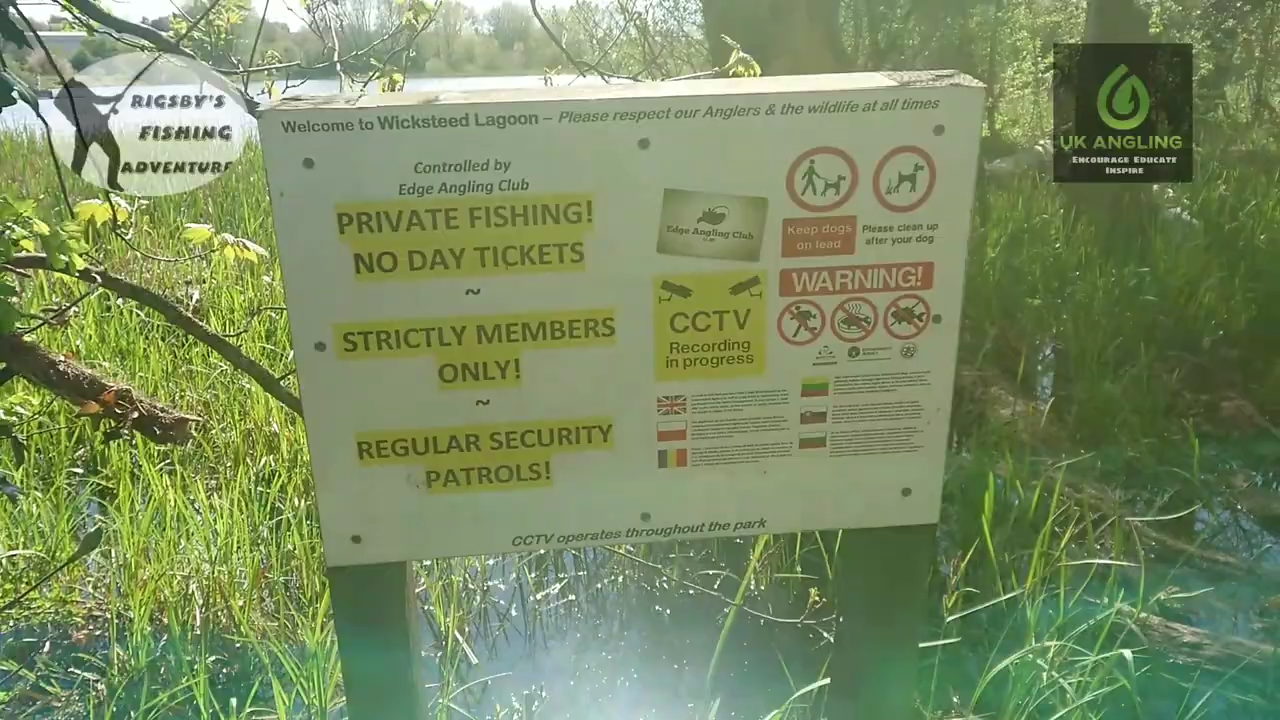 RIGSBY'S
FISHING
ADVENTURE
UK ANGLING
ENCOURAGE EDUCATE
INSPIRE
Welcome to Wicksteed Lagoon – Please respect our Anglers & the wildlife at all times
Controlled by
Edge Angling Club
PRIVATE FISHING!
NO DAY TICKETS
~
STRICTLY MEMBERS
ONLY!
~
REGULAR SECURITY
PATROLS!
Edge Angling Club
CCTV
Recording
in progress
Keep dogs
on lead
Please clean up
after your dog
WARNING!
CCTV operates throughout the park